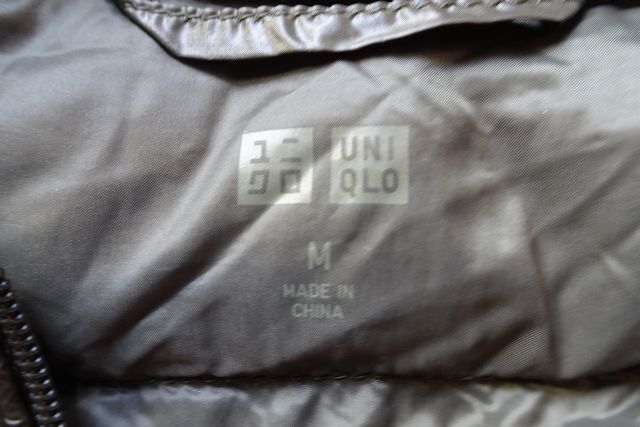 ユニ UNI
クロ QLO
M
MADE IN
CHINA